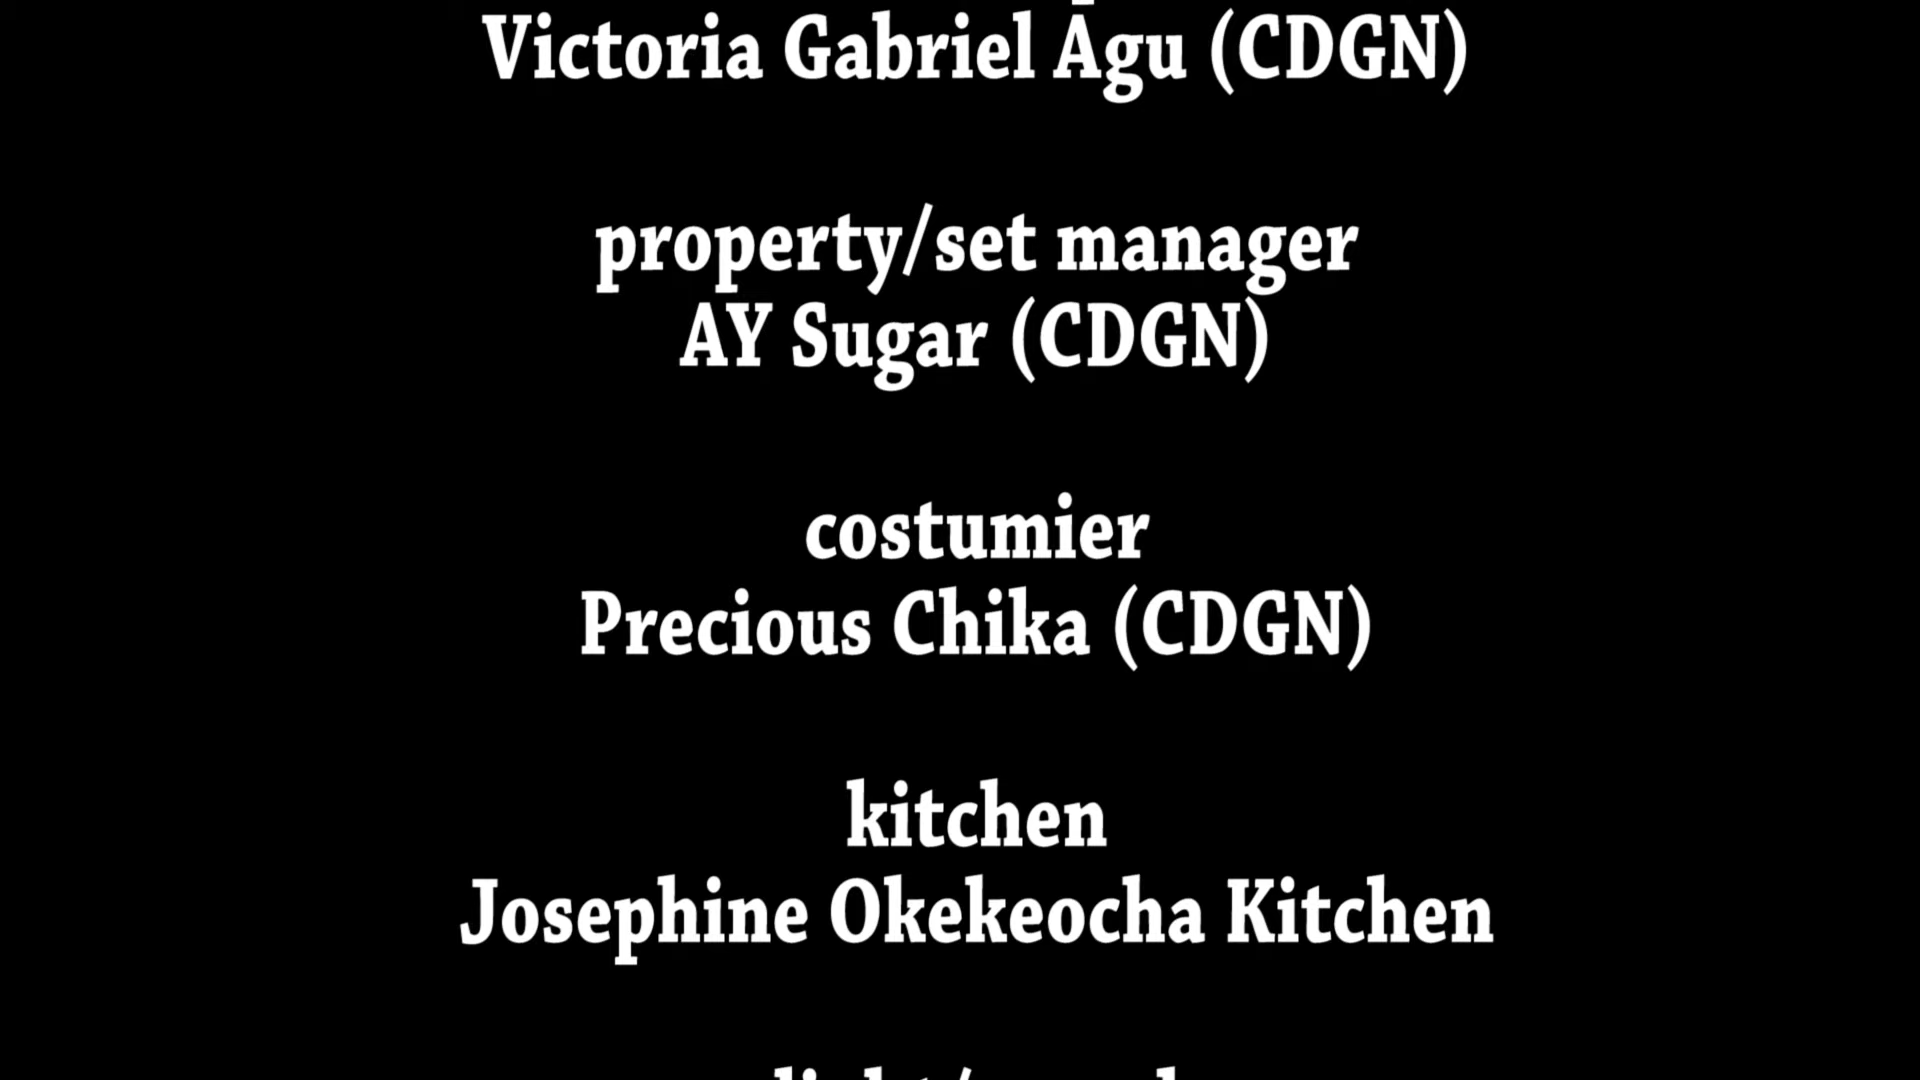 Victoria Gabriel Agu (CDGN)
property/set manager
AY Sugar (CDGN)
costumier
Precious Chika (CDGN)
kitchen
Josephine Okekeocha Kitchen